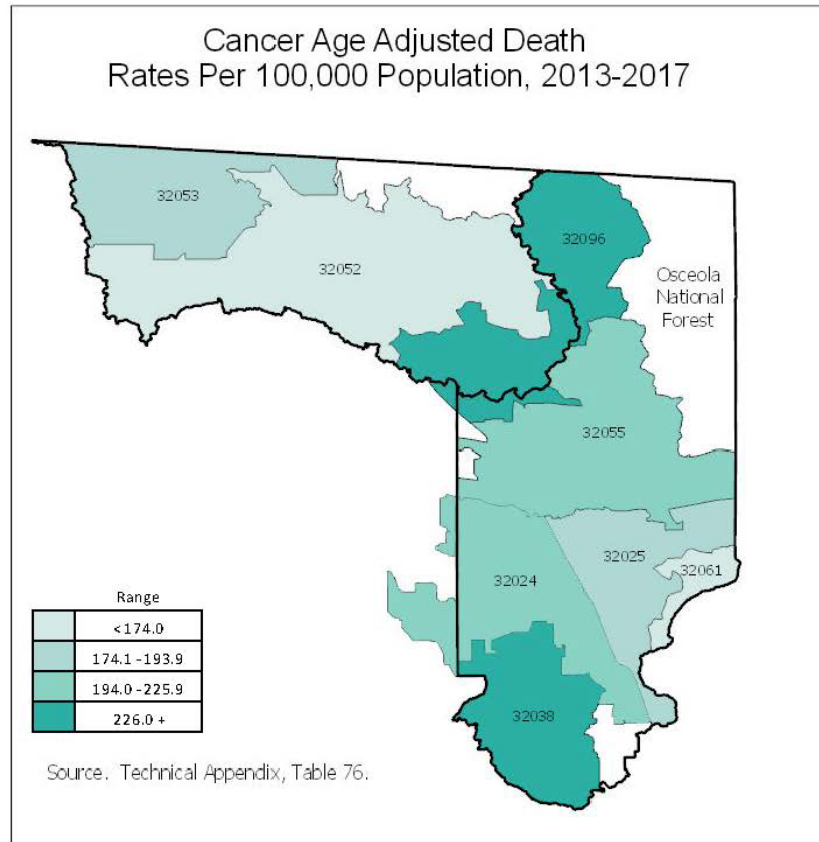 Cancer Age Adjusted Death
Rates Per 100,000 Population, 2013-2017
32053
32052
32096
Osceola
National
Forest
32055
32025
32061
32024
32038
Range
<174.0
174.1 -193.9
194.0 -225.9
226.0 +
Source. Technical Appendix, Table 76.